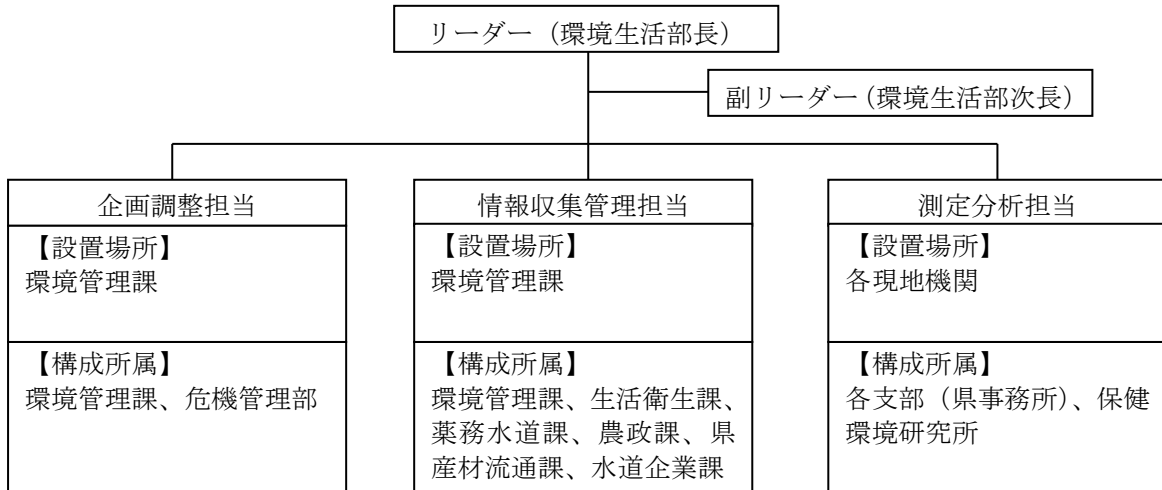 リーダー（環境生活部長）
副リーダー（環境生活部次長）
企画調整担当
【設置場所】
環境管理課
【構成所属】
環境管理課、危機管理部
情報収集管理担当
【設置場所】
環境管理課
【構成所属】
環境管理課、生活衛生課、
薬務水道課、農政課、県
産材流通課、水道企業課
測定分析担当
【設置場所】
各現地機関
【構成所属】
各支部（県事務所）、保健
環境研究所